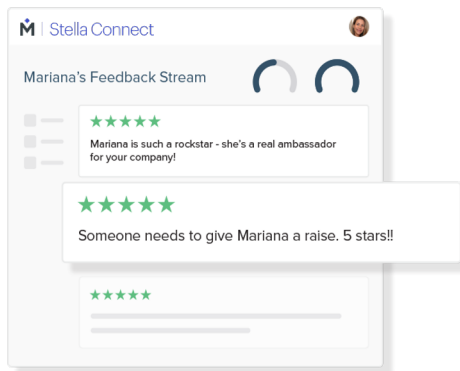 Stella Connect
Mariana's Feedback Stream
Mariana is such a rockstar - she's a real ambassador
for your company!
Someone needs to give Mariana a raise. 5 stars!!